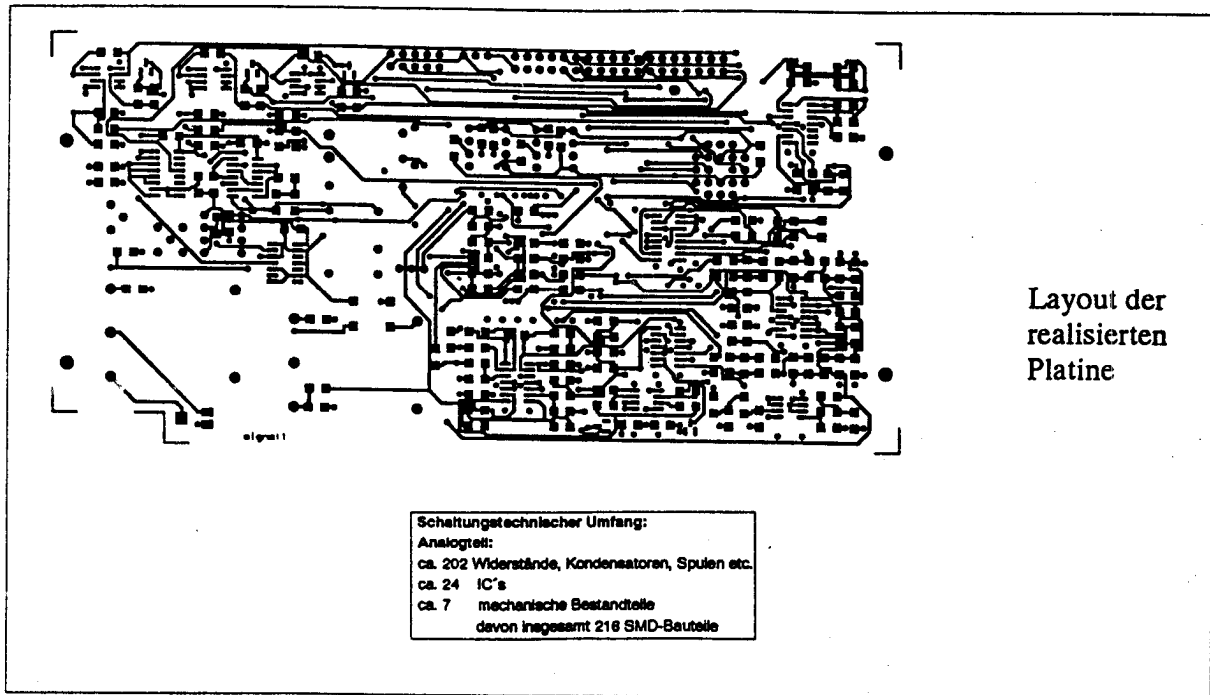 Layout der
realisierten
Platine
Schaltungstechnischer Umfang:
Analogteil:
ca. 202 Widerstände, Kondensatoren, Spulen etc.
ca. 24 IC's
ca. 7 mechanische Bestandteile
davon insgesamt 216 SMD-Bauteile